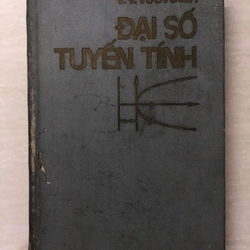 ĐẠI SỐ
TUYẾN TÍNH